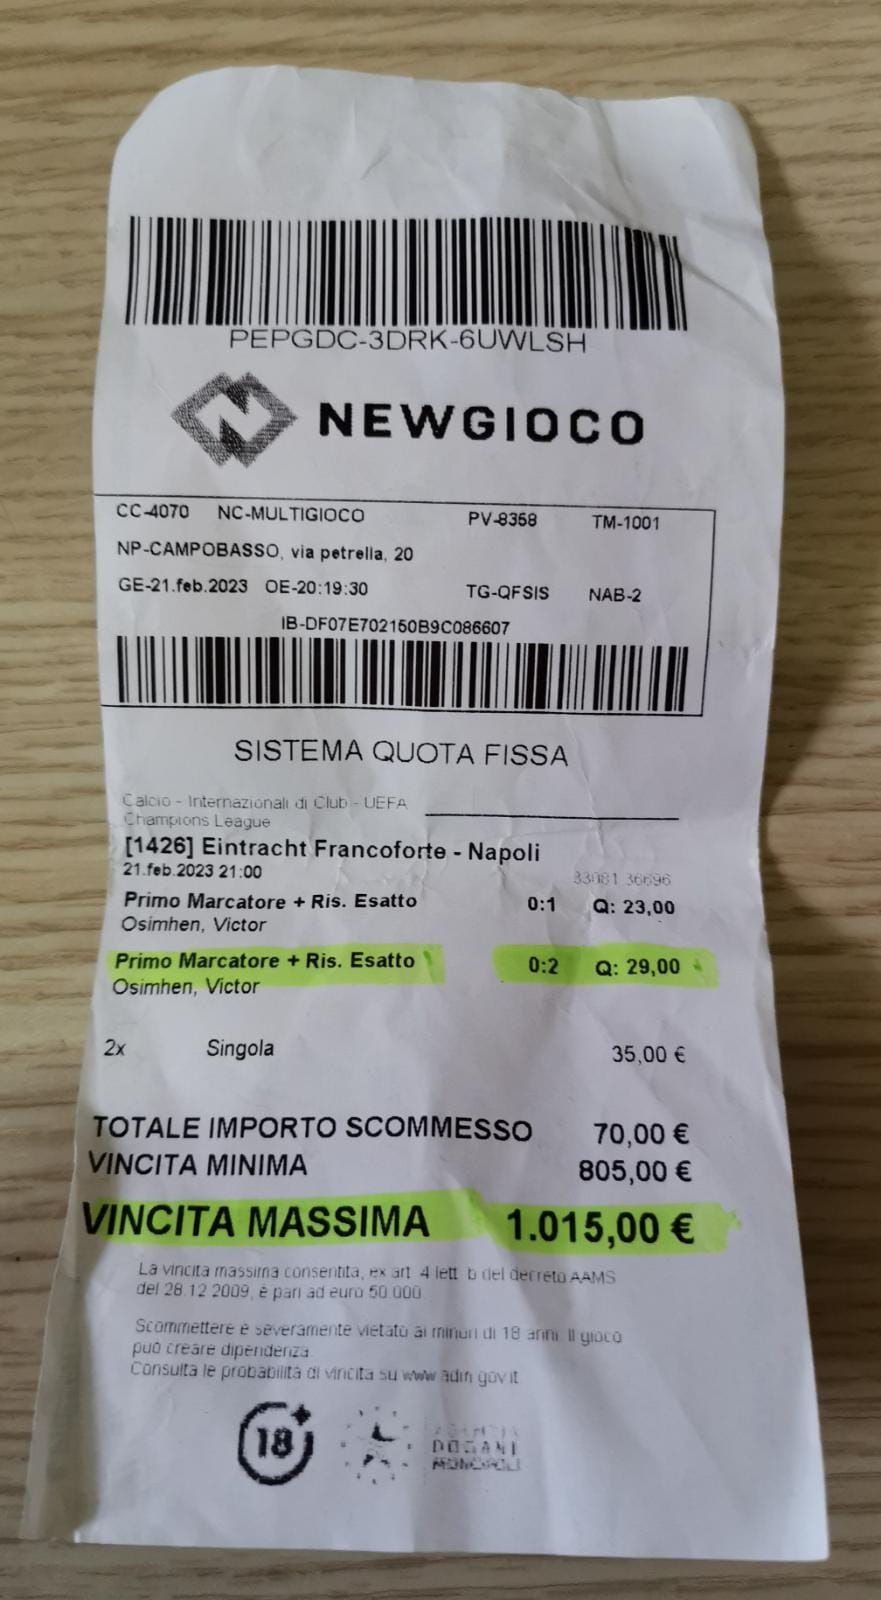 PEPGDC-3DRK-6UWLSH
NEWGIOCO
CC-4070 NC-MULTIGIOCO PV-8358 TM-1001
NP-CAMPOBASSO, via petrella, 20
GE-21.feb.2023 OE-20:19:30 TG-QFSIS NAB-2
IB-DF07E702150B9C086607
SISTEMA QUOTA FISSA
Calcio - Internazionali di Club - UEFA
Champions League
[1426] Eintracht Francoforte - Napoli
21.feb.2023 21:00
33081 36696
Primo Marcatore + Ris. Esatto 0:1 Q: 23,00
Osimhen, Victor
Primo Marcatore + Ris. Esatto 0:2 Q: 29,00
Osimhen, Victor
2x Singola 35,00 €
TOTALE IMPORTO SCOMMESSO 70,00 €
VINCITA MINIMA 805,00 €
VINCITA MASSIMA 1.015,00 €
La vincita massima consentita, ex art. 4 lett. b del decreto AAMS
del 28.12.2009, è pari ad euro 50.000
Scommettere è severamente vietato ai minori di 18 anni. Il gioco
può creare dipendenza.
Consulta le probabilità di vincita su www.adm.gov.it
18+
AGENZIA
DOGANE
MONOPOLI